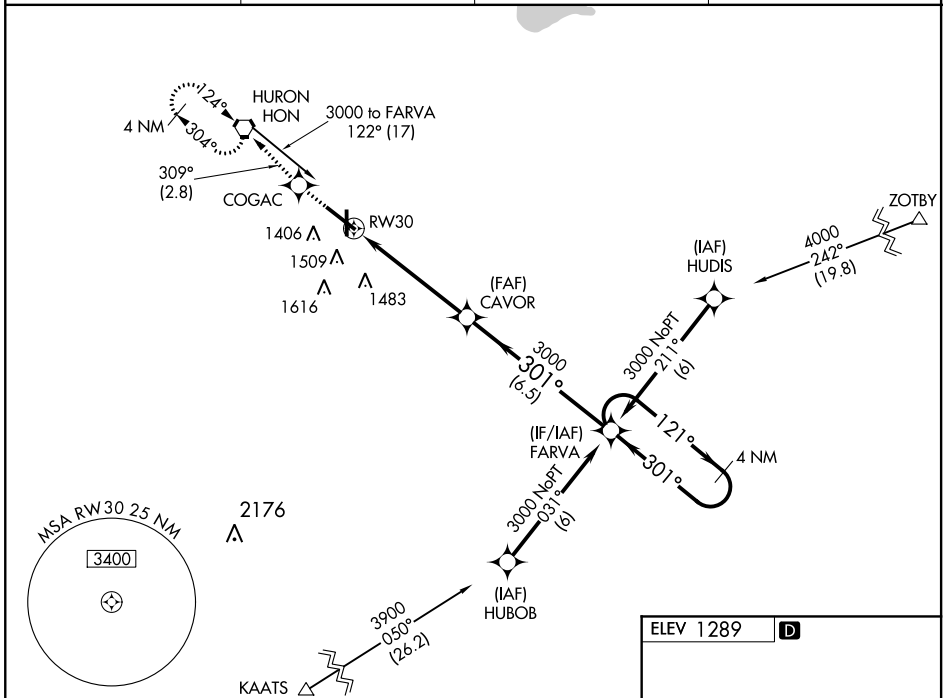 124°
HURON
HON
3000 to FARVA
122° (17)
4 NM
304°
309°
(2.8)
COGAC
RW30
1406
1509
1616
1483
ZOTBY
4000
242°
(19.8)
(IAF)
HUDIS
(FAF)
CAVOR
3000 NoPT
211°
(6)
3000
301°
(6.5)
121°
(IF/IAF)
FARVA
301°
4 NM
3000 NoPT
031°
(6)
MSA RW30 25 NM
3400
2176
(IAF)
HUBOB
3900
050°
(26.2)
KAATS
ELEV 1289 D